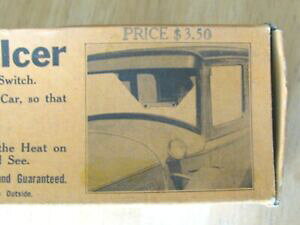 PRICE $3.50
Icer
Switch.
Car, so that
the Heat on
See.
and Guaranteed.
Outside.